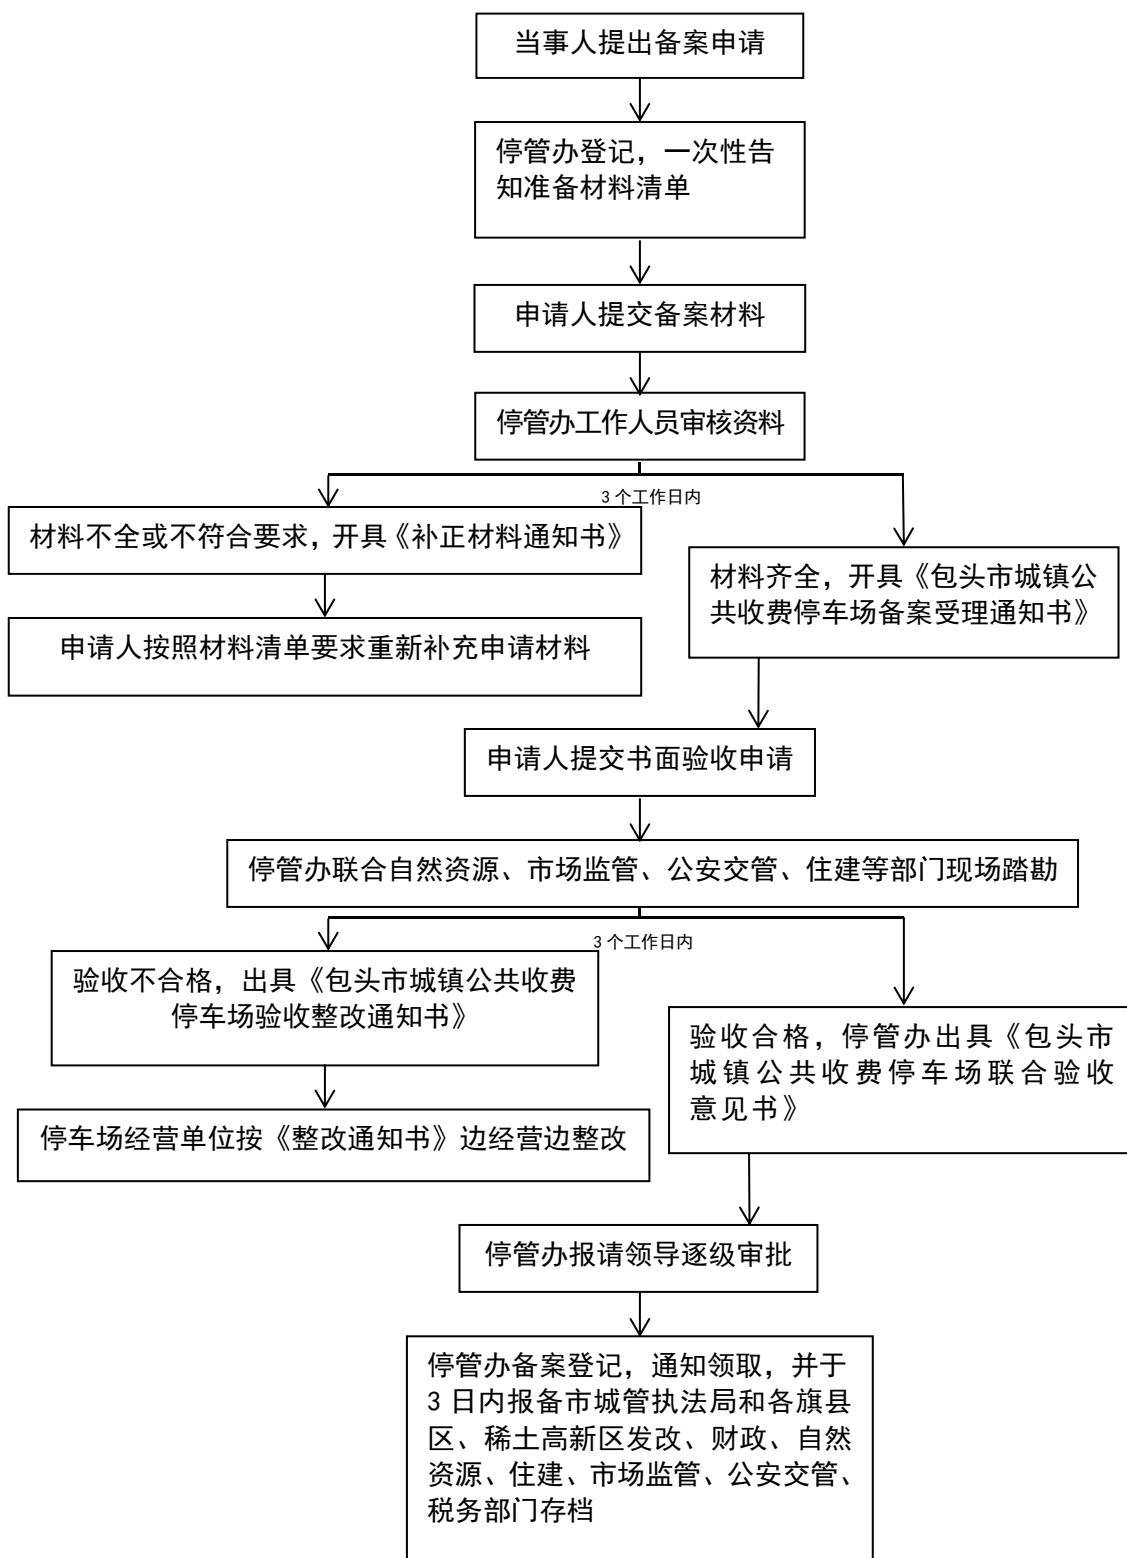 当事人提出备案申请
停管办登记，一次性告
知准备材料清单
申请人提交备案材料
停管办工作人员审核资料
3 个工作日内
材料不全或不符合要求，开具《补正材料通知书》
申请人按照材料清单要求重新补充申请材料
材料齐全，开具《包头市城镇公
共收费停车场备案受理通知书》
申请人提交书面验收申请
停管办联合自然资源、市场监管、公安交管、住建等部门现场踏勘
3 个工作日内
验收不合格，出具《包头市城镇公共收费
停车场验收整改通知书》
停车场经营单位按《整改通知书》边经营边整改
验收合格，停管办出具《包头市
城镇公共收费停车场联合验收
意见书》
停管办报请领导逐级审批
停管办备案登记，通知领取，并于
3 日内报备市城管执法局和各旗县
区、稀土高新区发改、财政、自然
资源、住建、市场监管、公安交管、
税务部门存档